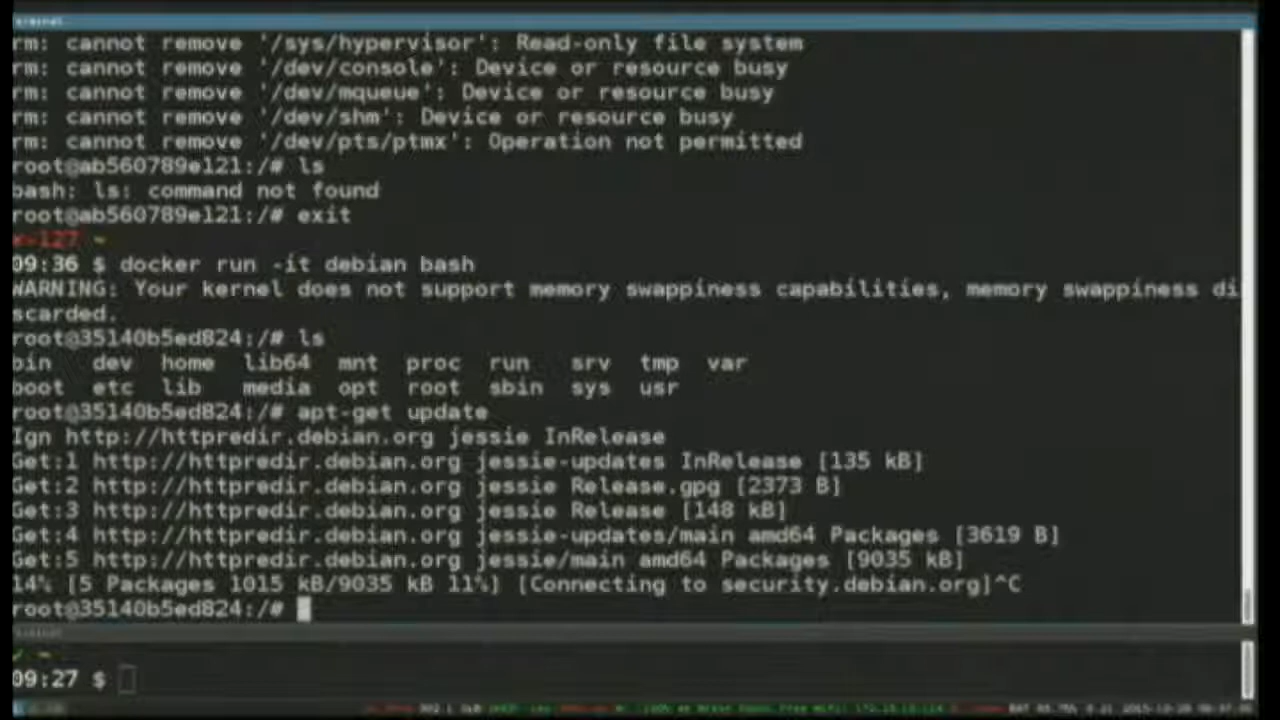 rm: cannot remove '/sys/hypervisor': Read-only file system
rm: cannot remove '/dev/console': Device or resource busy
rm: cannot remove '/dev/mqueue': Device or resource busy
rm: cannot remove '/dev/shm': Device or resource busy
rm: cannot remove '/dev/pts/ptmx': Operation not permitted
root@ab560789e121:/# ls
bash: ls: command not found
root@ab560789e121:/# exit
127 ~
09:36 $ docker run -it debian bash
WARNING: Your kernel does not support memory swappiness capabilities, memory swappiness di
scarded.
root@35140b5ed824:/# ls
bin dev home lib64 mnt proc run srv tmp var
boot etc lib media opt root sbin sys usr
root@35140b5ed824:/# apt-get update
Ign http://httpredir.debian.org jessie InRelease
Get:1 http://httpredir.debian.org jessie-updates InRelease [135 kB]
Get:2 http://httpredir.debian.org jessie Release.gpg [2373 B]
Get:3 http://httpredir.debian.org jessie Release [148 kB]
Get:4 http://httpredir.debian.org jessie-updates/main amd64 Packages [3619 B]
Get:5 http://httpredir.debian.org jessie/main amd64 Packages [9035 kB]
14% [5 Packages 1015 kB/9035 kB 11%] [Connecting to security.debian.org]^C
root@35140b5ed824:/#
✓ ~
09:27 $